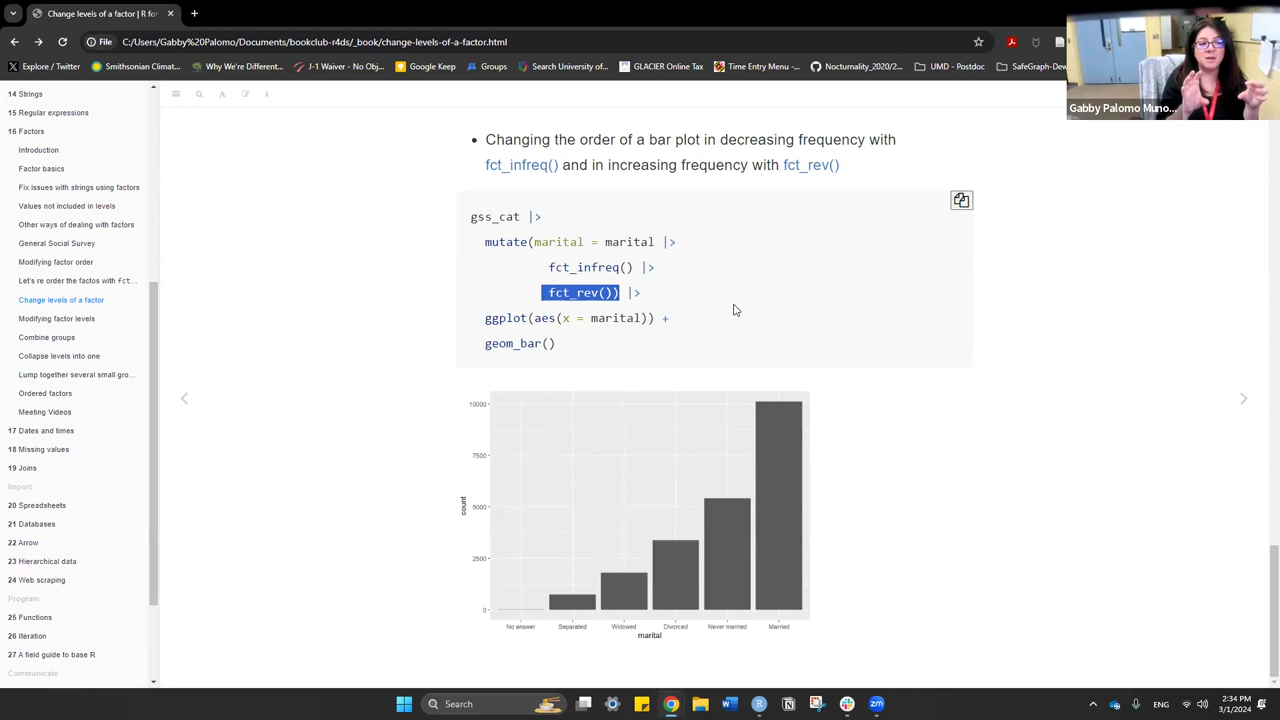 Change levels of a factor | R for
C:/Users/Gabby%20Palomo/Documents/bookclub-r4ds/_book/change-levels-of-a-factor.html
File
Explore / Twitter
Smithsonian Climat...
Why We're Different...
J-1 Waiver - No Obj...
Google Keep
Groups
Search University of...
GLACIER Online Test
Time Entry Menu -...
Nocturnality_2020/2...
UMD - Postdoc
SafeGraph-Dew
Gabby Palomo Muno...
14 Strings
15 Regular expressions
16 Factors
Introduction
Factor basics
Fix issues with strings using factors
Values not included in levels
Other ways of dealing with factors
General Social Survey
Modifying factor order
Let's re order the factos with fct...
Change levels of a factor
Modifying factor levels
Combine groups
Collapse levels into one
Lump together several small gro...
Ordered factors
Meeting Videos
17 Dates and times
18 Missing values
19 Joins
Import
20 Spreadsheets
21 Databases
22 Arrow
23 Hierarchical data
24 Web scraping
Program
25 Functions
26 Iteration
27 A field guide to base R
Communicate
• Changing the order of a bar plot in decreasing frequency with
fct_infreq() and in increasing frequency with fct_rev()
gss_cat |>
mutate(marital = marital |>
fct_infreq() |>
fct_rev()) |>
ggplot(aes(x = marital)) +
geom_bar()
10000
7500
5000
2500
0
count
No answer
Separated
Widowed
Divorced
Never married
Married
marital
Search
2:34 PM
3/1/2024